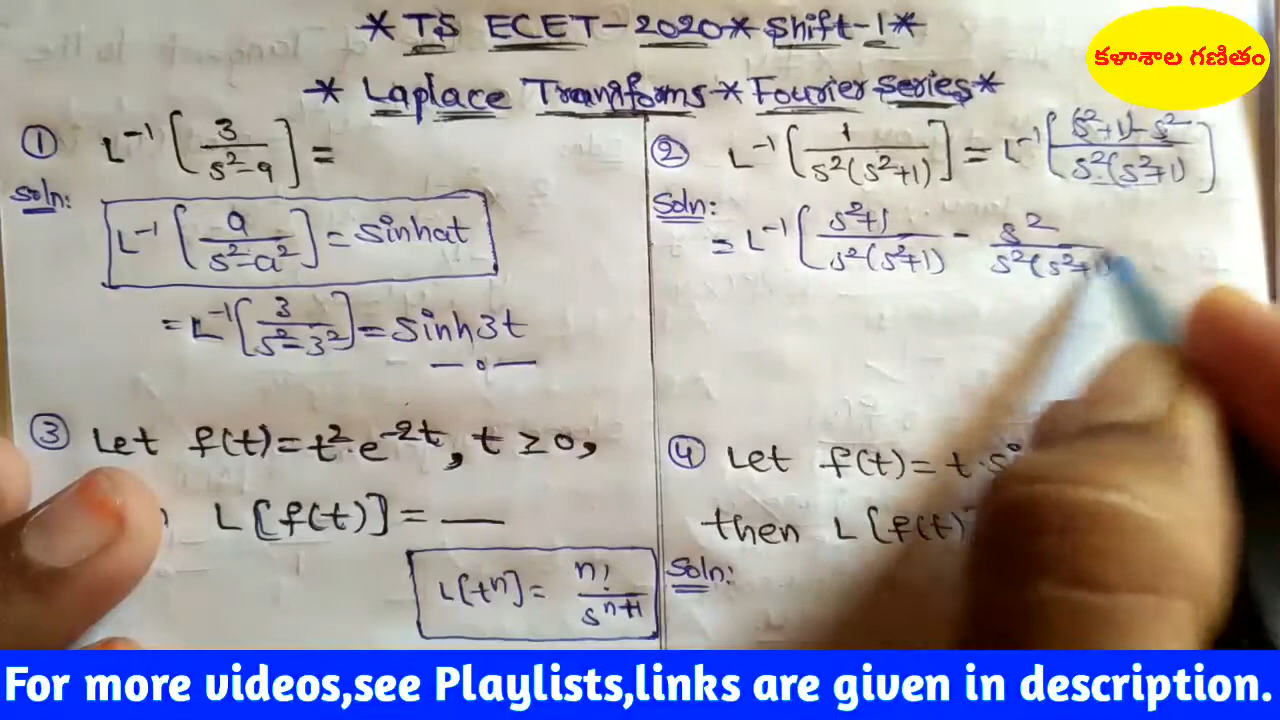 * TS ECET-2020 * Shift-1 *
కళాశాల గణితం
* Laplace Transforms * Fourier Series *
① L⁻¹[3/(s²-9)] =
Soln:
L⁻¹[a/(s²-a²)] = sinhat
= L⁻¹[3/(s²-3²)] = sinh3t
② L⁻¹[1/(s²(s²+1))] = L⁻¹[((s²+1)-s²)/(s²(s²+1))]
Soln:
= L⁻¹[(s²+1)/(s²(s²+1)) - s²/(s²(s²+1)
③ Let f(t)=t².e^(-2t), t≥0,
L[f(t)] = __
L[tⁿ] = n!/s^(n+1)
④ Let f(t)= t.
then L[f(t)
Soln:
For more videos,see Playlists,links are given in description.